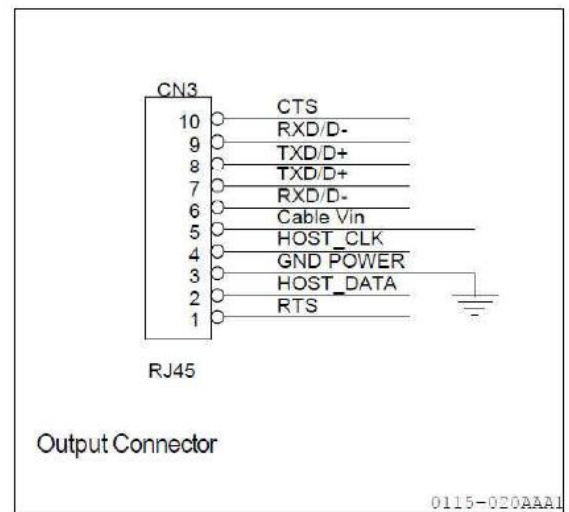 CN3
10 CTS
9 RXD/D-
8 TXD/D+
7 TXD/D+
6 RXD/D-
5 Cable Vin
4 HOST_CLK
3 GND POWER
2 HOST_DATA
1 RTS
RJ45
Output Connector
0115-020AAA1